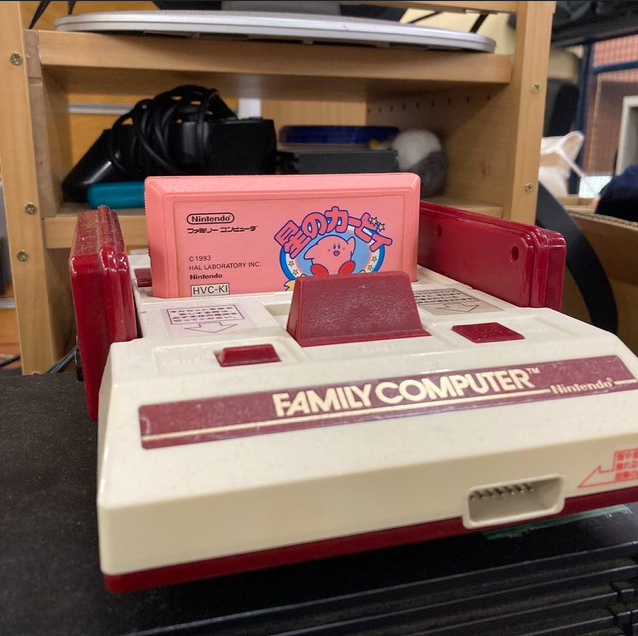 Nintendo
ファミリー コンピュータ
星のカービィ
©1993
HAL LABORATORY INC.
Nintendo
HVC-KI
FAMILY COMPUTER™
Nintendo®